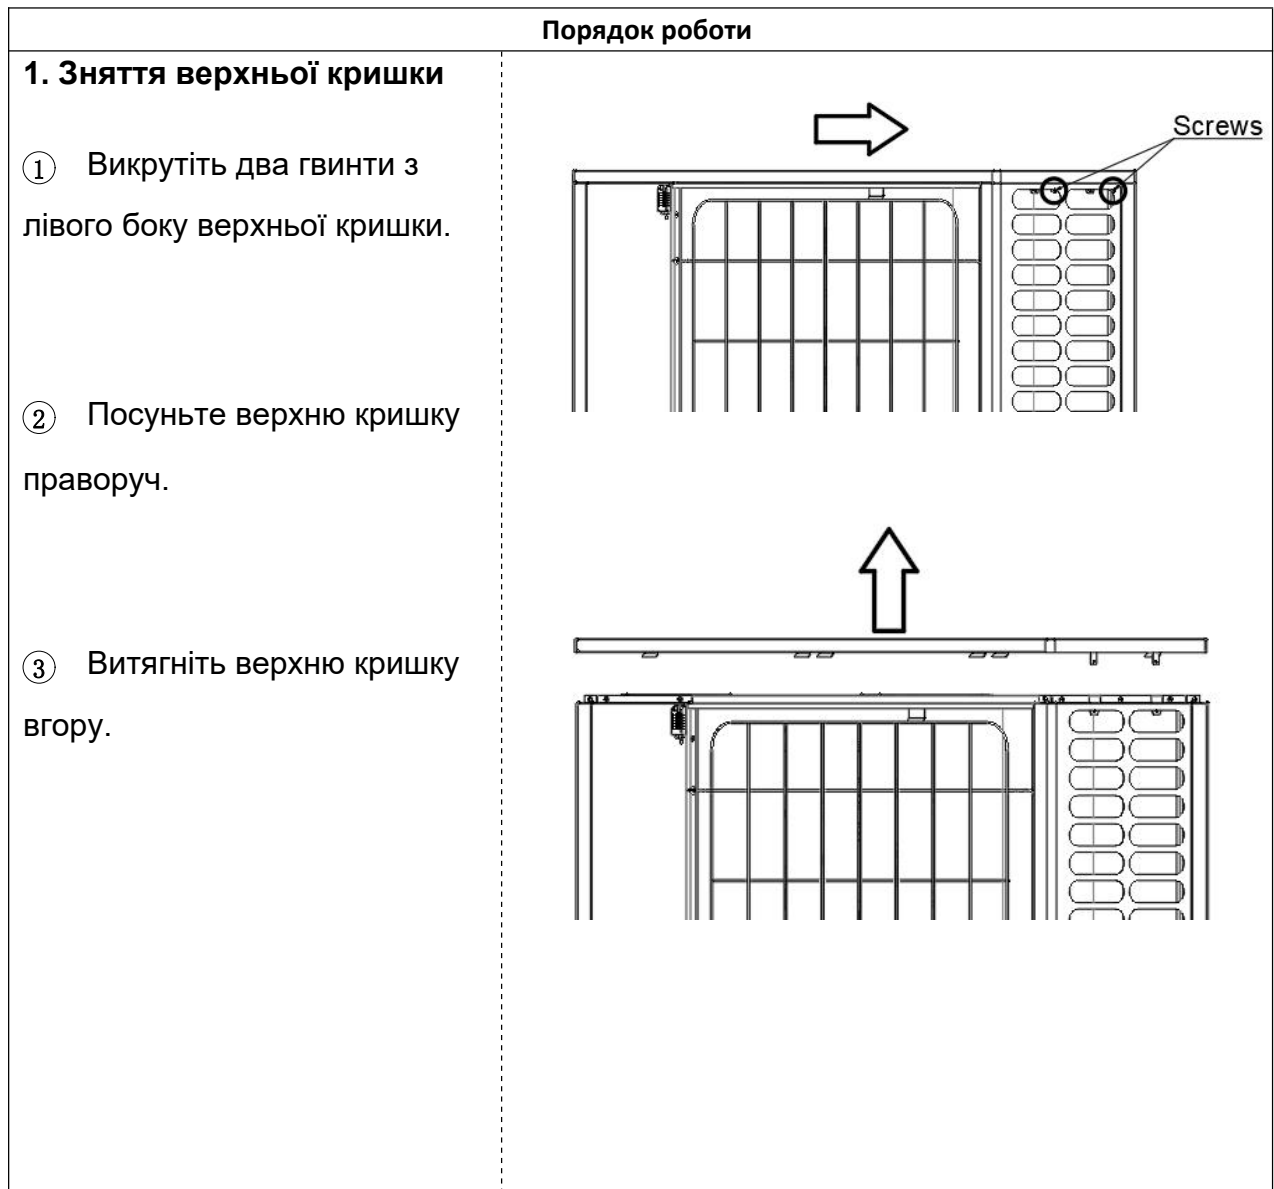 Порядок роботи
1. Зняття верхньої кришки
① Викрутіть два гвинти з
лівого боку верхньої кришки.
② Посуньте верхню кришку
праворуч.
③ Витягніть верхню кришку
вгору.
Screws